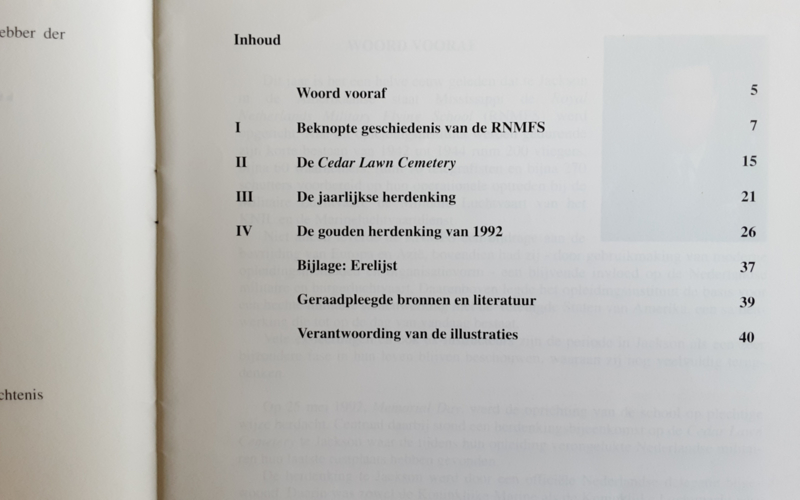 ebber der
chtenis
Inhoud
Woord vooraf 5
I Beknopte geschiedenis van de RNMFS 7
II De Cedar Lawn Cemetery 15
III De jaarlijkse herdenking 21
IV De gouden herdenking van 1992 26
Bijlage: Erelijst 37
Geraadpleegde bronnen en literatuur 39
Verantwoording van de illustraties 40